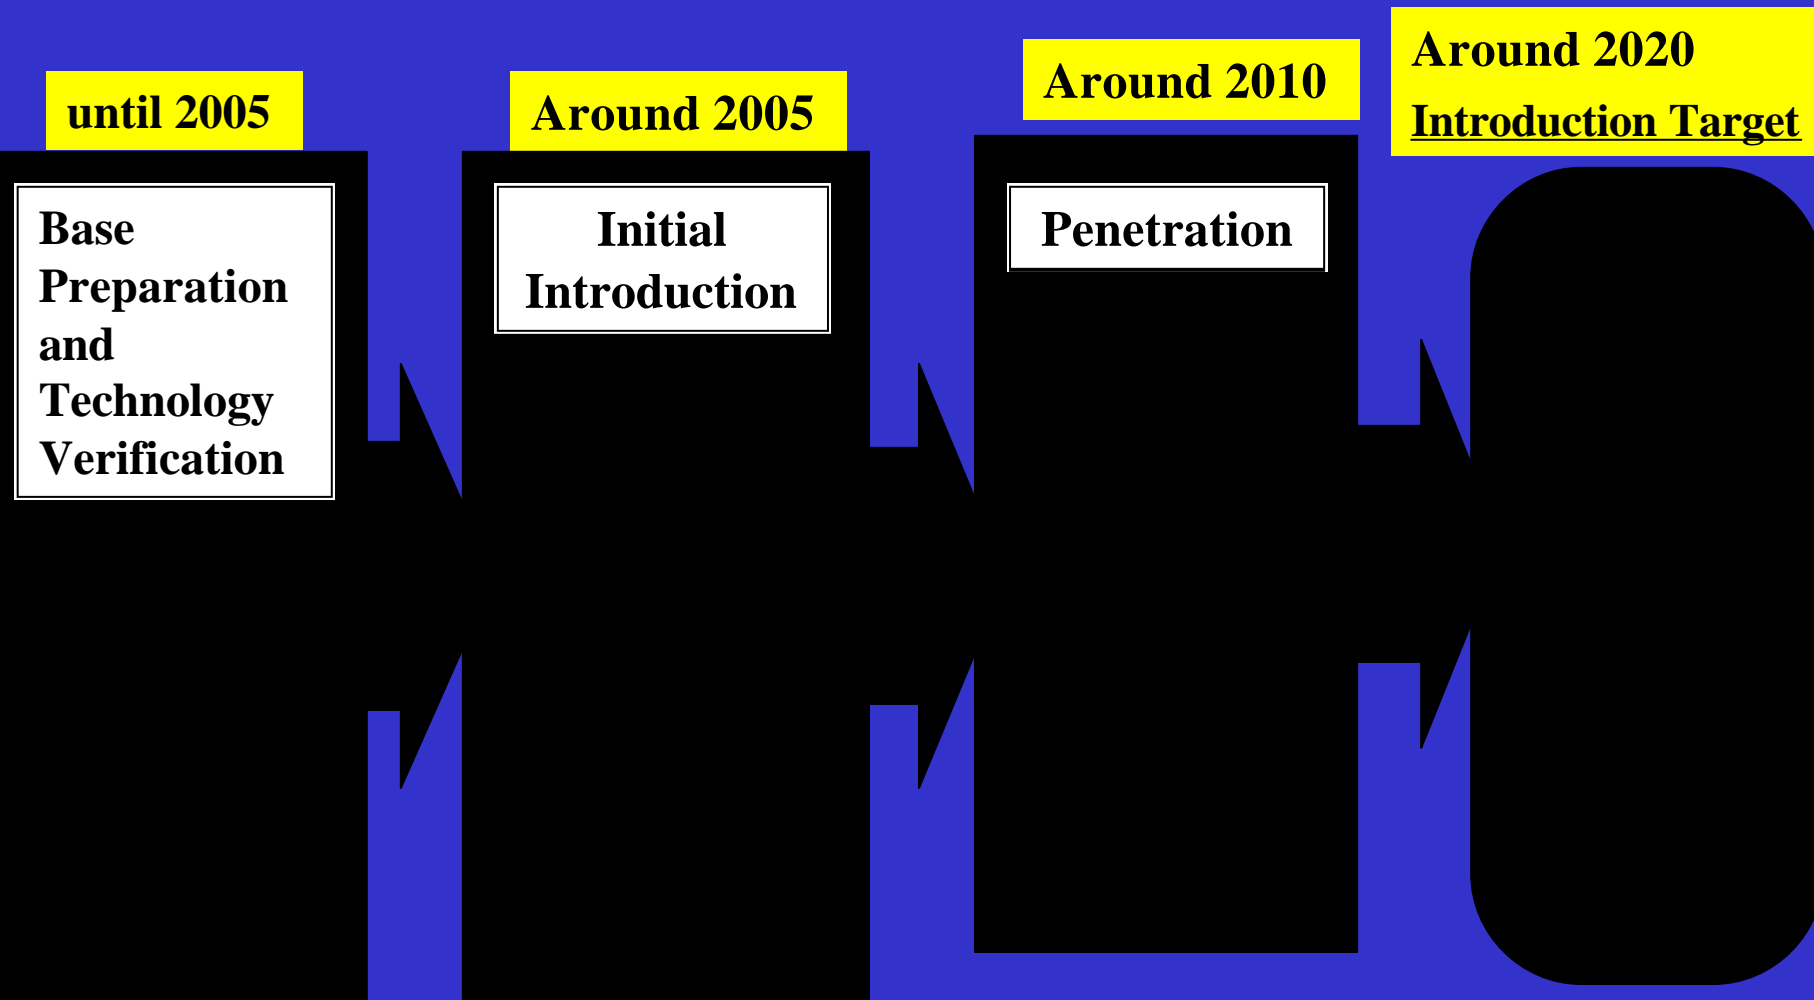 until 2005
Base
Preparation
and
Technology
Verification
Around 2005
Initial
Introduction
Around 2010
Penetration
Around 2020
Introduction Target